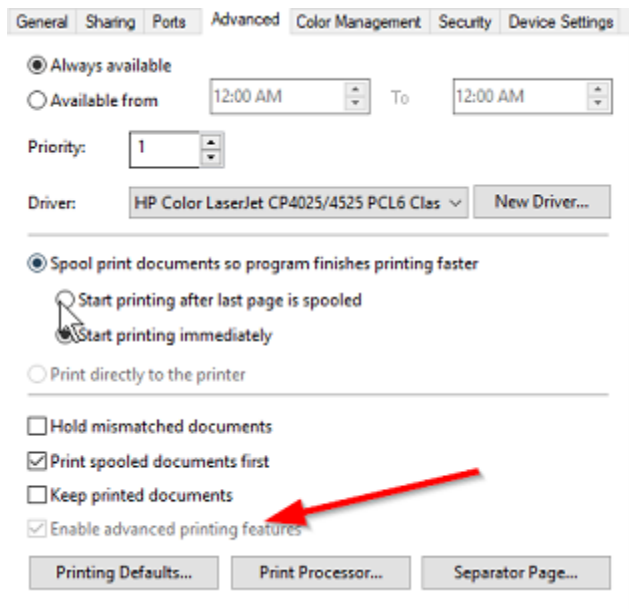 General Sharing Ports Advanced Color Management Security Device Settings
Always available
Available from 12:00 AM To 12:00 AM
Priority: 1
Driver: HP Color LaserJet CP4025/4525 PCL6 Clas New Driver...
Spool print documents so program finishes printing faster
Start printing after last page is spooled
Start printing immediately
Print directly to the printer
Hold mismatched documents
Print spooled documents first
Keep printed documents
Enable advanced printing features
Printing Defaults... Print Processor... Separator Page...